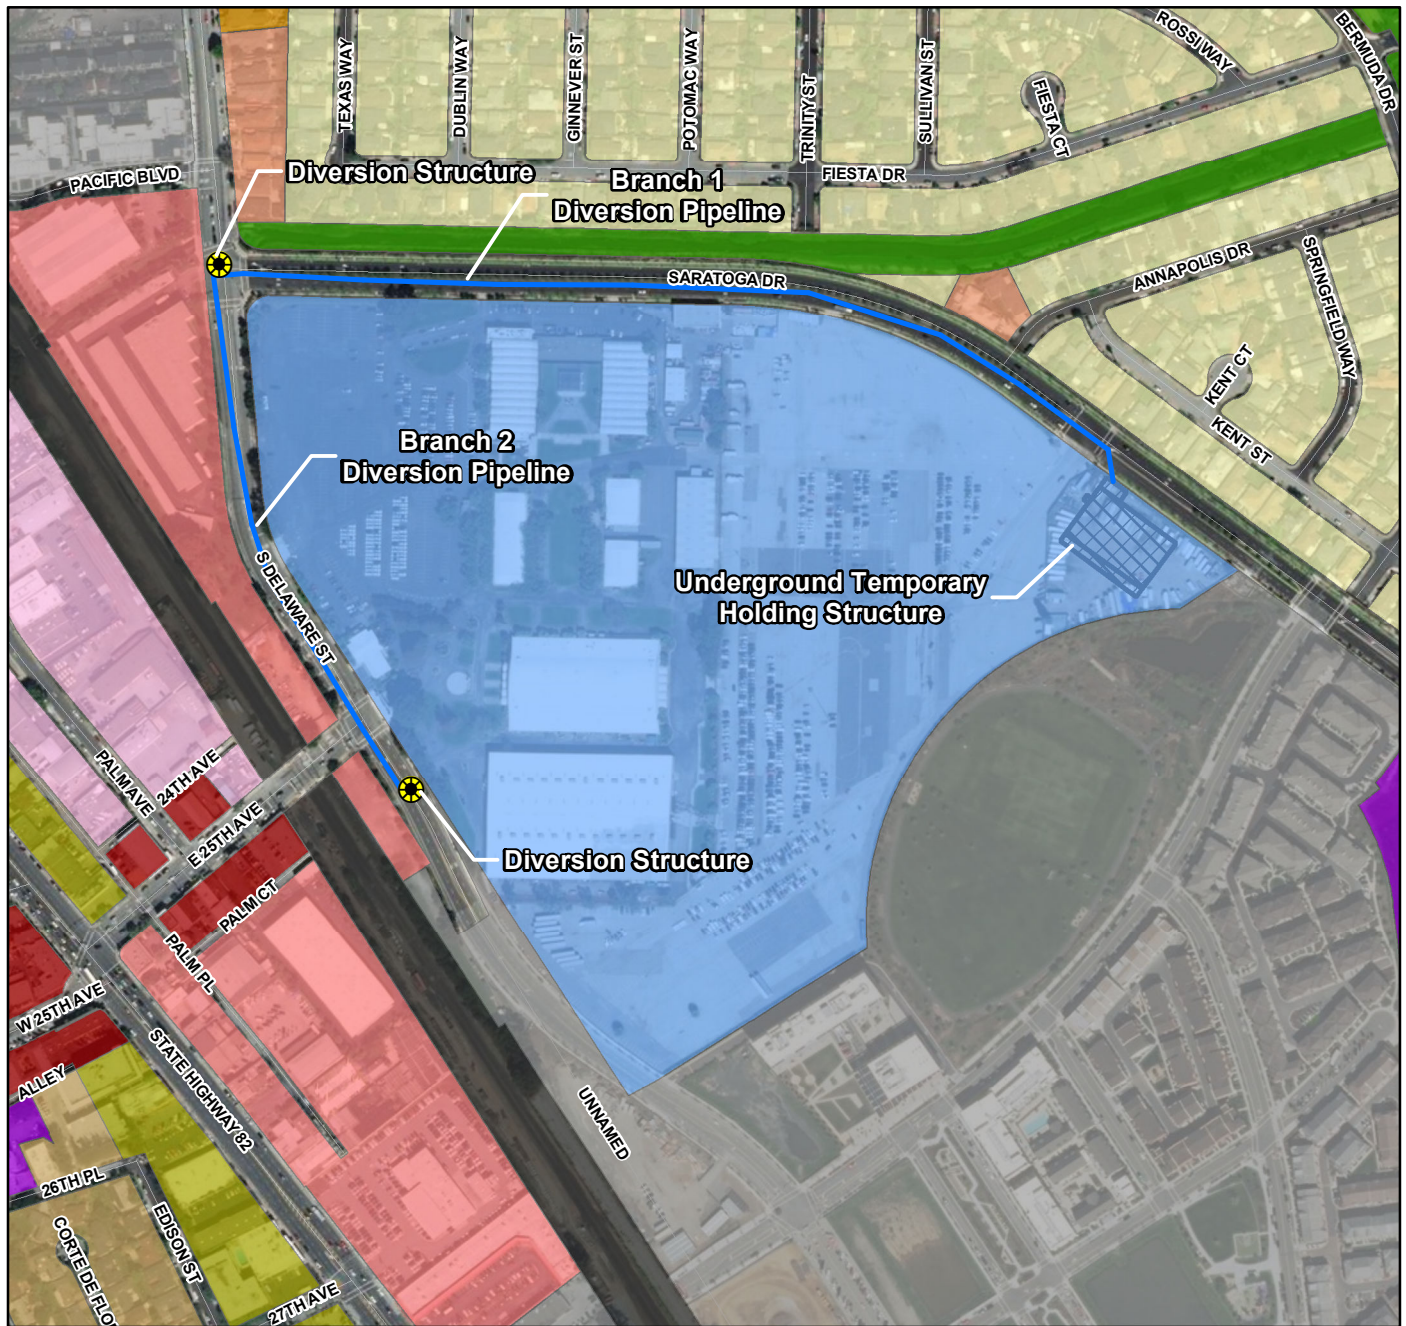 TEXAS WAY
DUBLIN WAY
GINNEVER ST
POTOMAC WAY
TRINITY ST
SULLIVAN ST
FIESTA CT
ROSSI WAY
BERMUDA DR
PACIFIC BLVD
Diversion Structure
Branch 1
Diversion Pipeline
FIESTA DR
SARATOGA DR
ANNAPOLIS DR
SPRINGFIELD WAY
KENT CT
KENT ST
Branch 2
Diversion Pipeline
S DELAWARE ST
Underground Temporary
Holding Structure
PALM AVE
24TH AVE
E 25TH AVE
Diversion Structure
PALM CT
PALM PL
W 25TH AVE
STATE HIGHWAY 82
ALLEY
UNNAMED
26TH PL
EDISON ST
CORTE DE FLO
27TH AVE